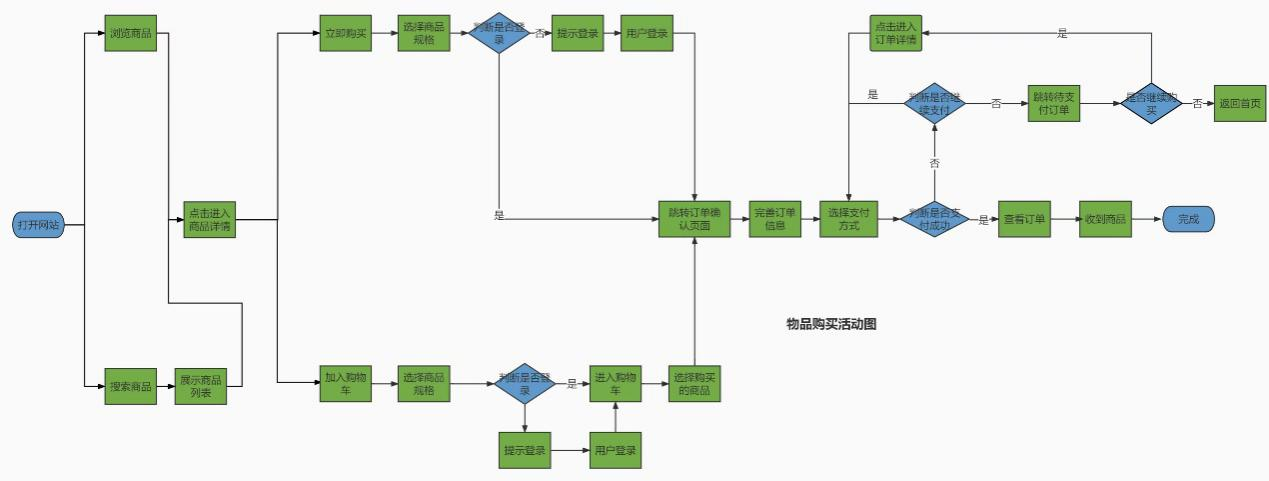 浏览商品
立即购买
选择商品
规格
判断是否登
录
否
提示登录
用户登录
点击进入
订单详情
是
是
判断是否继
续支付
否
跳转待支
付订单
是否继续购
买
否
返回首页
否
打开网站
点击进入
商品详情
是
跳转订单确
认页面
完善订单
信息
选择支付
方式
判断是否支
付成功
是
查看订单
收到商品
完成
物品购买活动图
搜索商品
展示商品
列表
加入购物
车
选择商品
规格
判断是否登
录
是
进入购物
车
选择购买
的商品
提示登录
用户登录